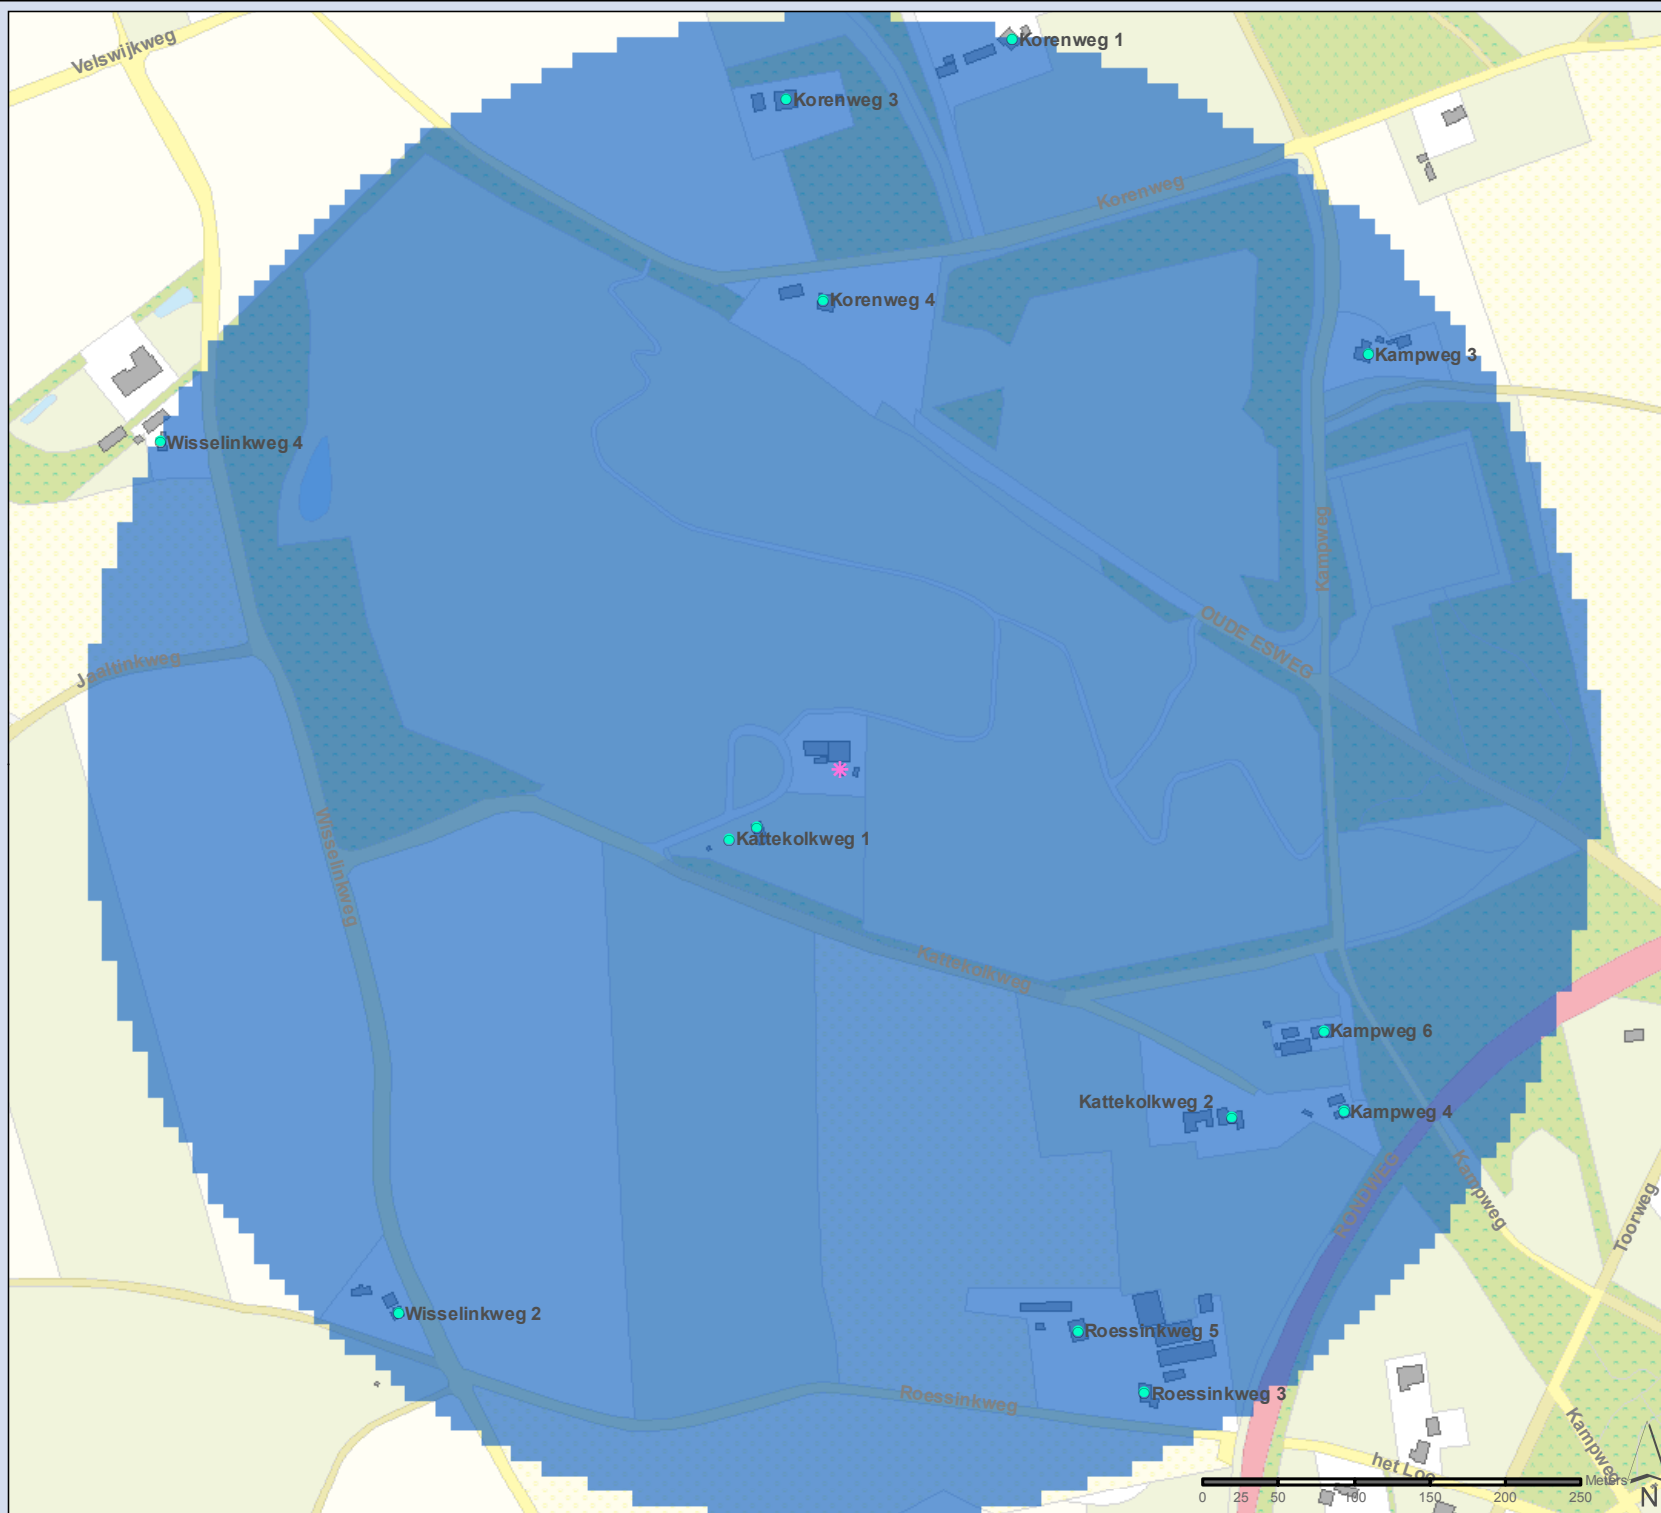 Velswijkweg
Korenweg 1
Korenweg 3
Korenweg
Korenweg 4
Kampweg 3
Wisselinkweg 4
Kampweg
OUDE ESWEG
Jaaltinkweg
Wisselinkweg
Kattekolkweg 1
Kattekolkweg
Kampweg 6
Kattekolkweg 2
Kampweg 4
RONDWEG
Kampweg
Toorweg
Wisselinkweg 2
Roessinkweg 5
Roessinkweg 3
Roessinkweg
Kampweg
het Loo
Meters
0 25 50 100 150 200 250
N